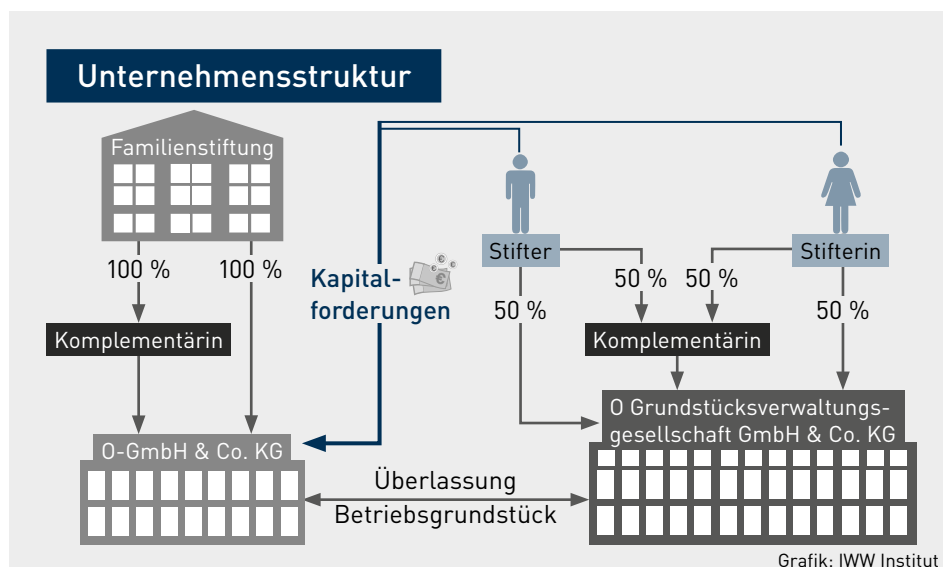 Unternehmensstruktur
Familienstiftung
100 %
100 %
Komplementärin
O-GmbH & Co. KG
Kapital-
forderungen
€
Stifter
Stifterin
50 %
50 %
50 %
50 %
Komplementärin
O Grundstücksverwaltungs-
gesellschaft GmbH & Co. KG
Überlassung
Betriebsgrundstück
Grafik: IWW Institut